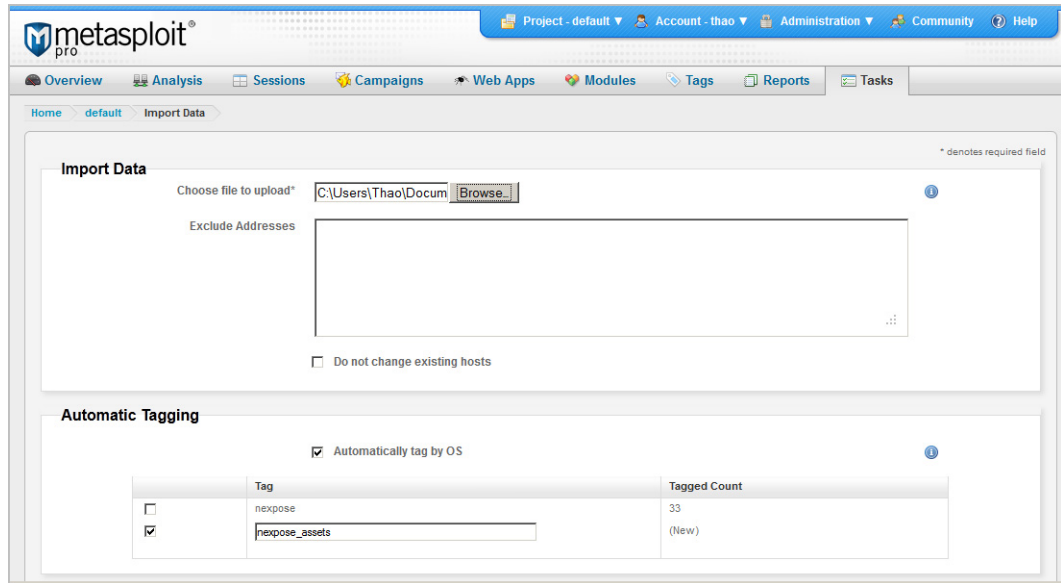 Project - default ▼ Account - thao ▼ Administration ▼ Community ? Help
metasploit®
pro
Overview Analysis Sessions Campaigns Web Apps Modules Tags Reports Tasks
Home default Import Data
* denotes required field
Import Data
Choose file to upload* C:\Users\Thao\Docum Browse... i
Exclude Addresses
Do not change existing hosts
Automatic Tagging
Automatically tag by OS i
Tag Tagged Count
nexpose 33
nexpose_assets (New)